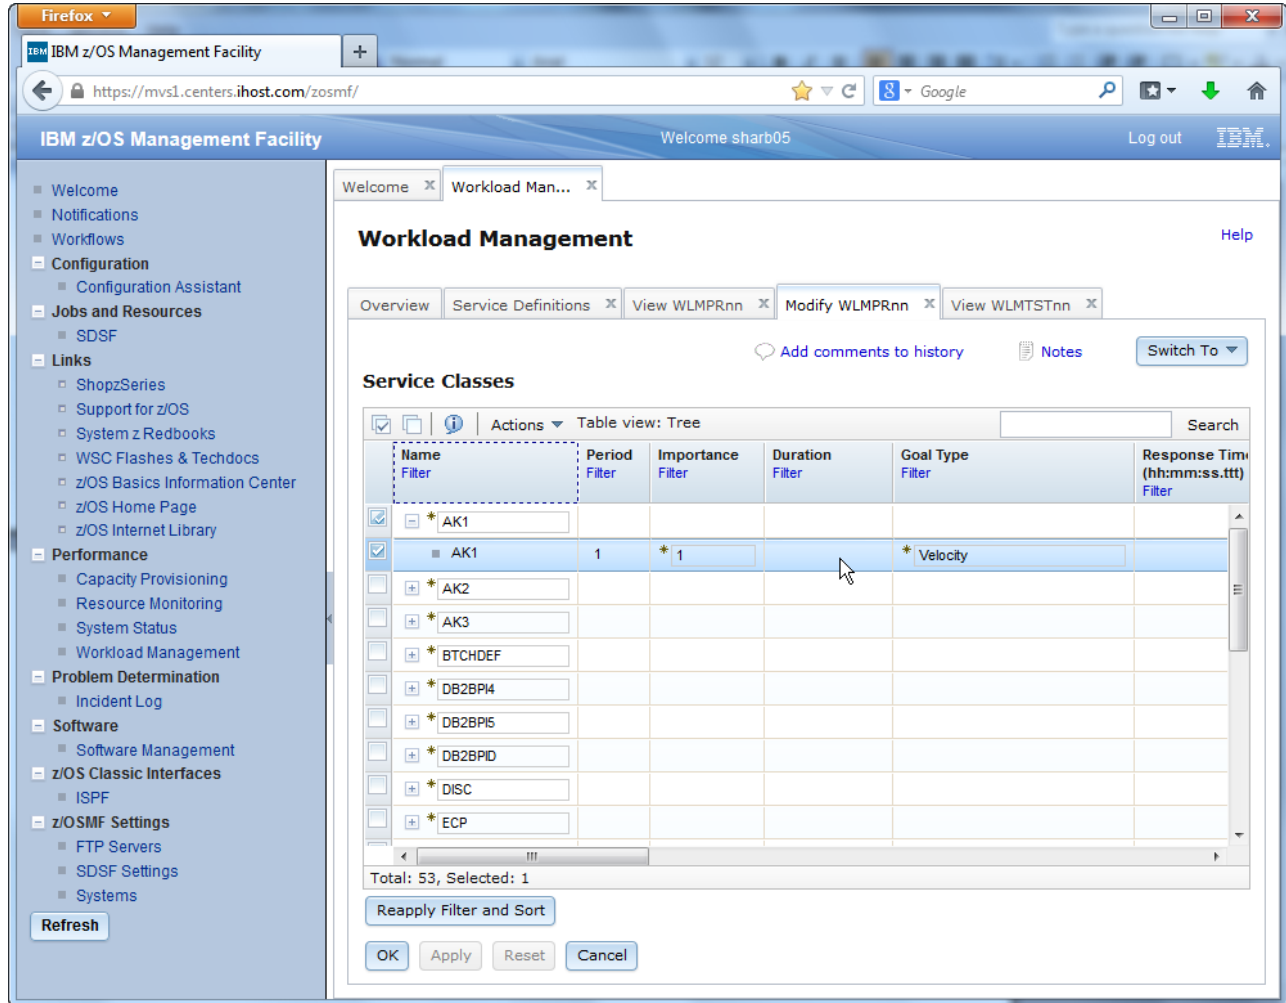 Firefox
IBM IBM z/OS Management Facility
https://mvs1.centers.ihost.com/zosmf/
Google
IBM z/OS Management Facility
Welcome sharb05
Log out
IBM.
Welcome
Notifications
Workflows
Configuration
Configuration Assistant
Jobs and Resources
SDSF
Links
ShopzSeries
Support for z/OS
System z Redbooks
WSC Flashes & Techdocs
z/OS Basics Information Center
z/OS Home Page
z/OS Internet Library
Performance
Capacity Provisioning
Resource Monitoring
System Status
Workload Management
Problem Determination
Incident Log
Software
Software Management
z/OS Classic Interfaces
ISPF
z/OSMF Settings
FTP Servers
SDSF Settings
Systems
Refresh
Welcome X Workload Man... X
Workload Management
Help
Overview Service Definitions X View WLMPRnn X Modify WLMPRnn X View WLMTSTnn X
Add comments to history Notes Switch To
Service Classes
Actions Table view: Tree Search
Name Period Importance Duration Goal Type Response Time
(hh:mm:ss.ttt)
Filter Filter Filter Filter Filter Filter
* AK1
AK1 1 * 1 * Velocity
* AK2
* AK3
* BTCHDEF
* DB2BPI4
* DB2BPI5
* DB2BPID
* DISC
* ECP
Total: 53, Selected: 1
Reapply Filter and Sort
OK Apply Reset Cancel